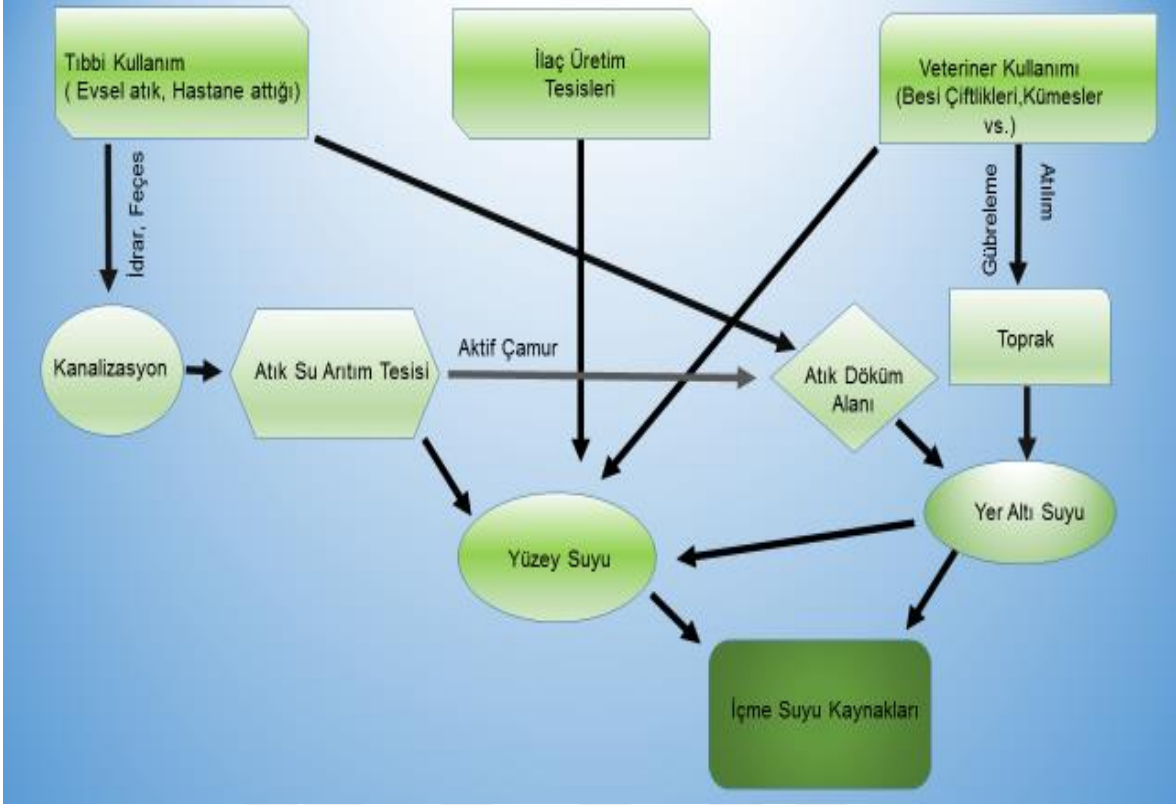 Tıbbi Kullanım
( Evsel atık, Hastane attığı)
İlaç Üretim
Tesisleri
Veteriner Kullanımı
(Besi Çiftlikleri,Kümesler
vs.)
İdrar, Feçes
Gübreleme
Atılım
Kanalizasyon
Atık Su Arıtım Tesisi
Aktif Çamur
Atık Döküm
Alanı
Toprak
Yüzey Suyu
Yer Altı Suyu
İçme Suyu Kaynakları